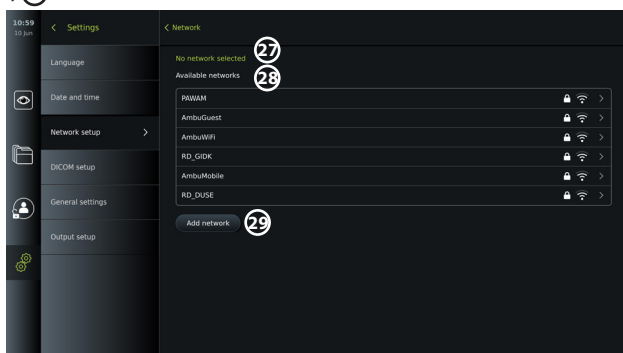 10:59
10 Jun
Settings
Language
Date and time
Network setup
DICOM setup
General settings
Output setup
Network
No network selected
27
Available networks
28
PAWAM
AmbuGuest
AmbuWiFi
RD_GIDK
AmbuMobile
RD_DUSE
Add network
29